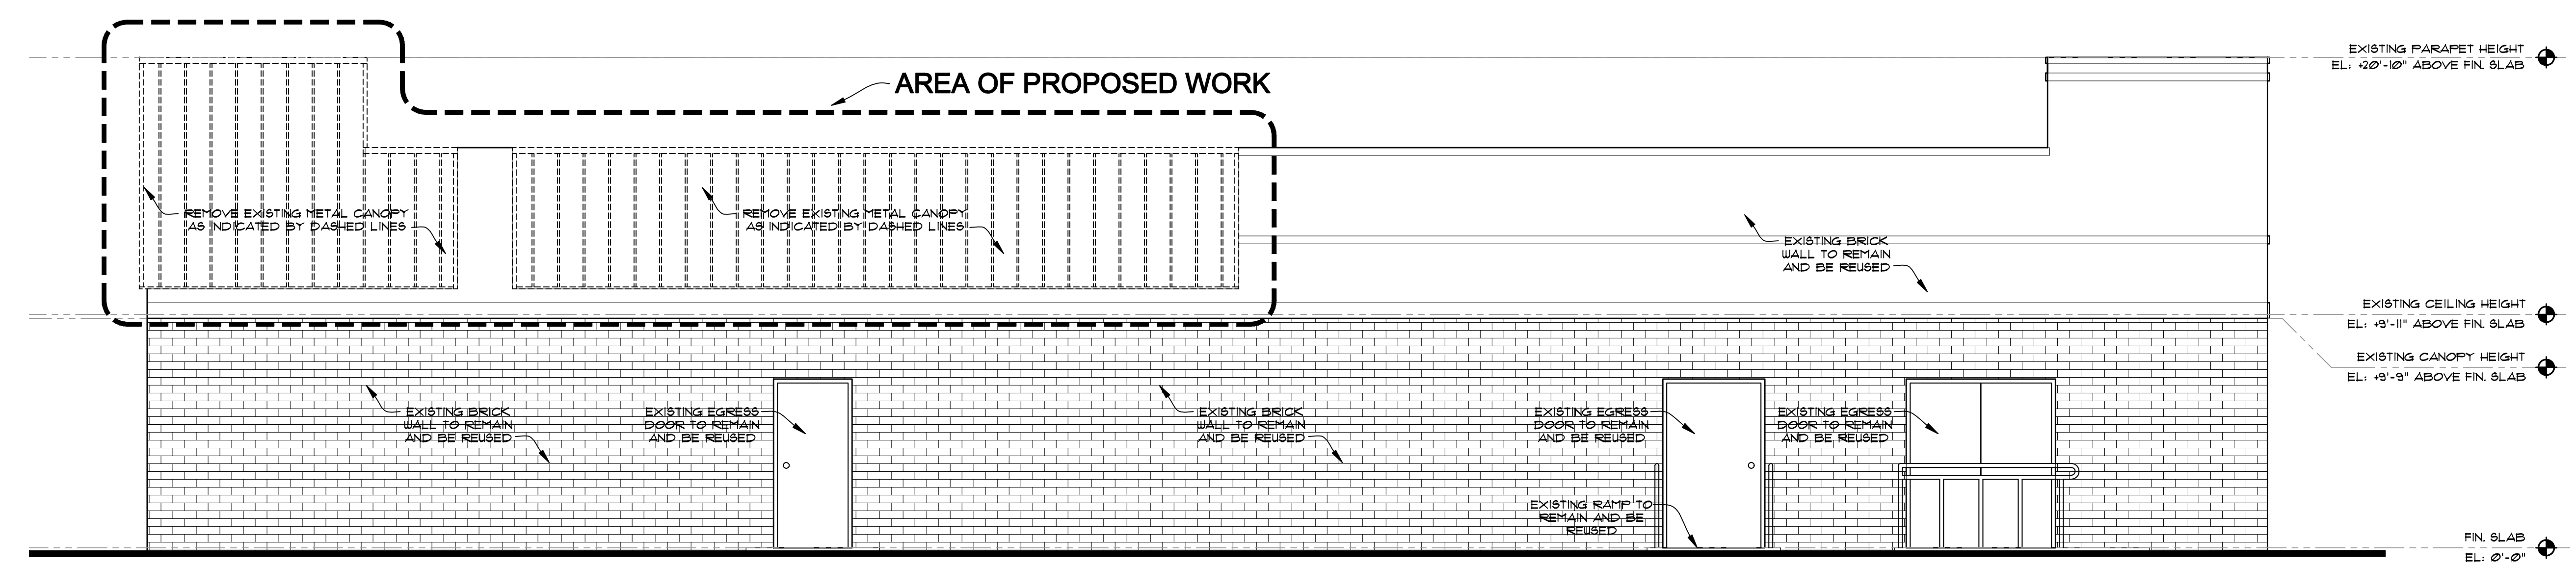 EXISTING PARAPET HEIGHT
EL: +20'-10" ABOVE FIN. SLAB
AREA OF PROPOSED WORK
REMOVE EXISTING METAL CANOPY
AS INDICATED BY DASHED LINES
REMOVE EXISTING METAL CANOPY
AS INDICATED BY DASHED LINES
EXISTING BRICK
WALL TO REMAIN
AND BE REUSED
EXISTING CEILING HEIGHT
EL: +9'-11" ABOVE FIN. SLAB
EXISTING CANOPY HEIGHT
EL: +9'-9" ABOVE FIN. SLAB
EXISTING BRICK
WALL TO REMAIN
AND BE REUSED
EXISTING EGRESS
DOOR TO REMAIN
AND BE REUSED
EXISTING BRICK
WALL TO REMAIN
AND BE REUSED
EXISTING EGRESS
DOOR TO REMAIN
AND BE REUSED
EXISTING EGRESS
DOOR TO REMAIN
AND BE REUSED
EXISTING RAMP TO
REMAIN AND BE
REUSED
FIN. SLAB
EL: 0'-0"